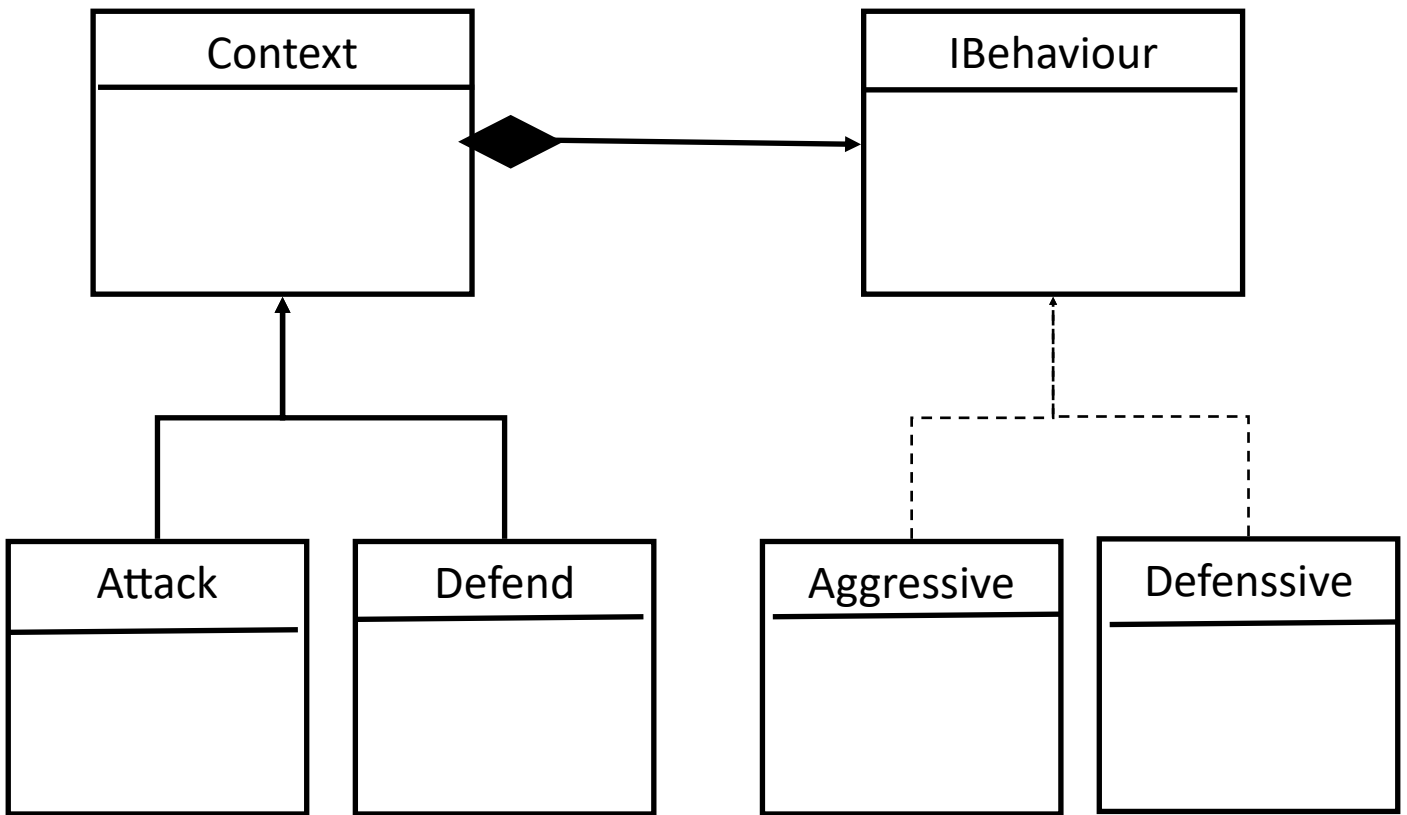 Context
IBehaviour
Attack
Defend
Aggressive
Defenssive